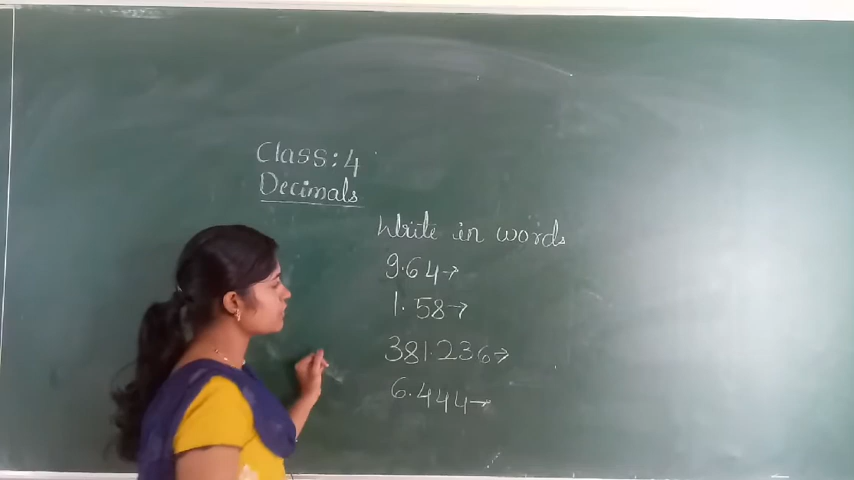 Class: 4
Decimals
Write in words
9.64→
1.58→
381.236→
6.444→